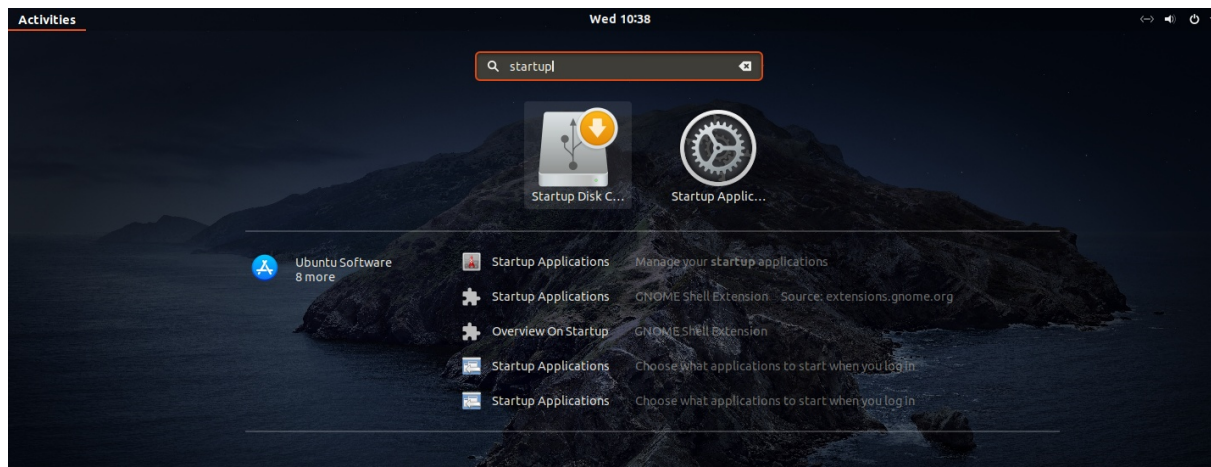 Activities
Wed 10:38
startup
Startup Disk C...
Startup Applic...
Ubuntu Software
8 more
Startup Applications Manage your startup applications
Startup Applications GNOME Shell Extension Source: extensions.gnome.org
Overview On Startup GNOME Shell Extension
Startup Applications Choose what applications to start when you log in
Startup Applications Choose what applications to start when you log in